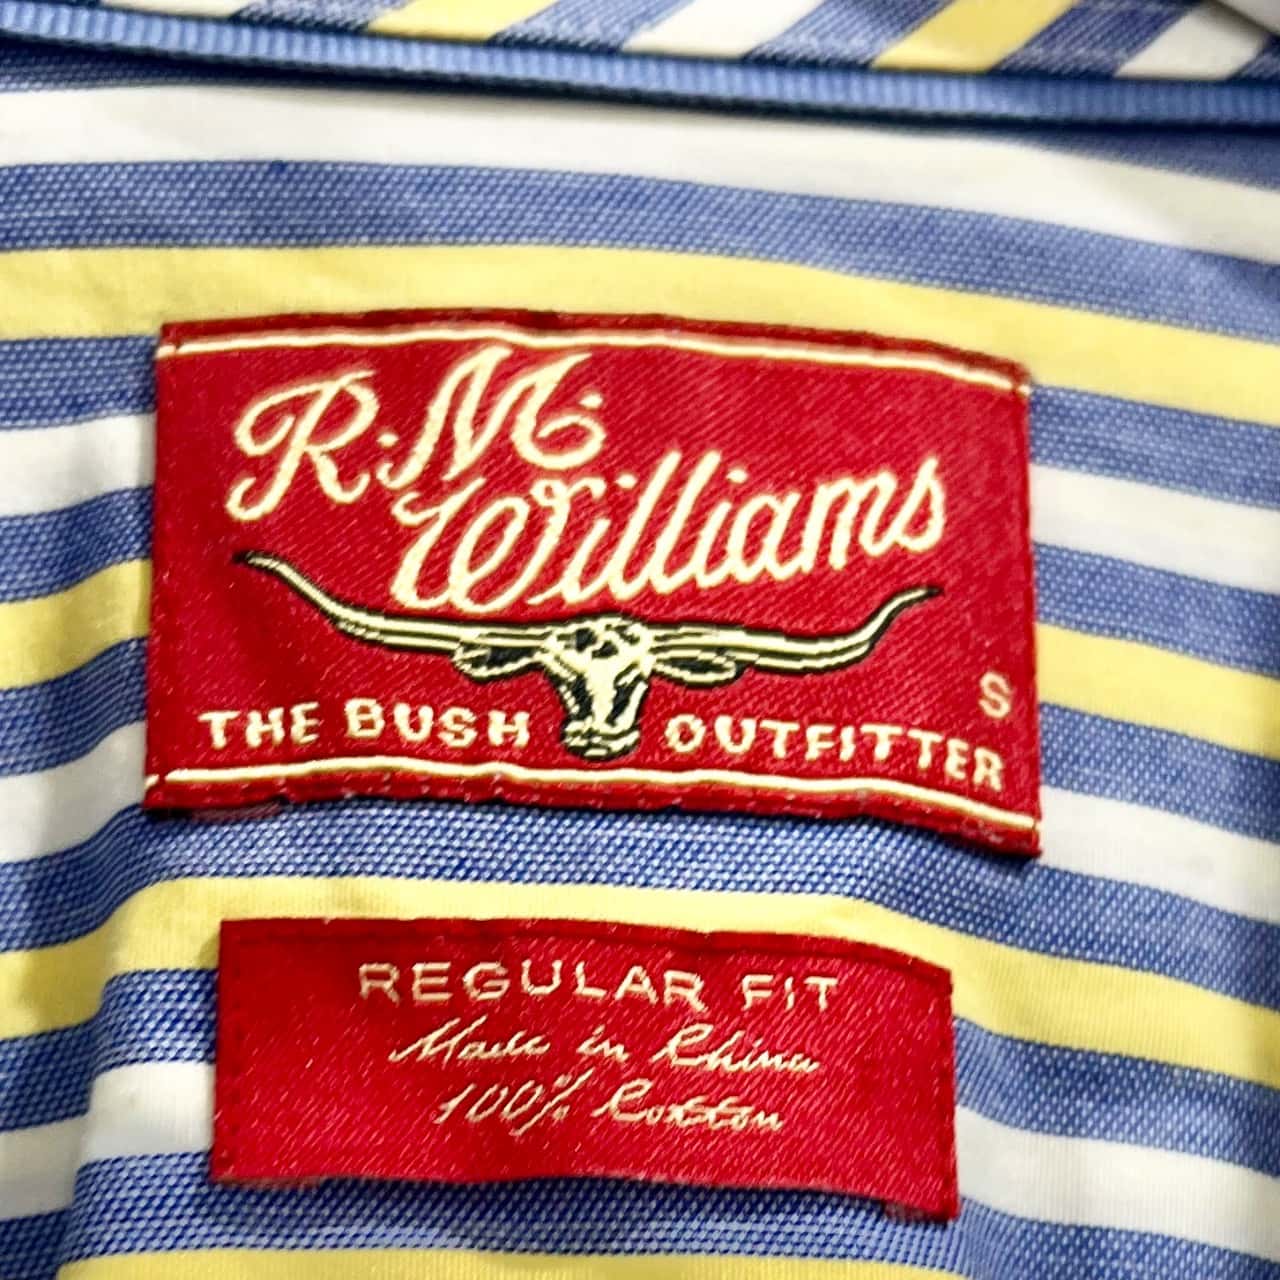 R.M.
Williams
S
THE BUSH OUTFITTER
REGULAR FIT
Made in China
100% Cotton